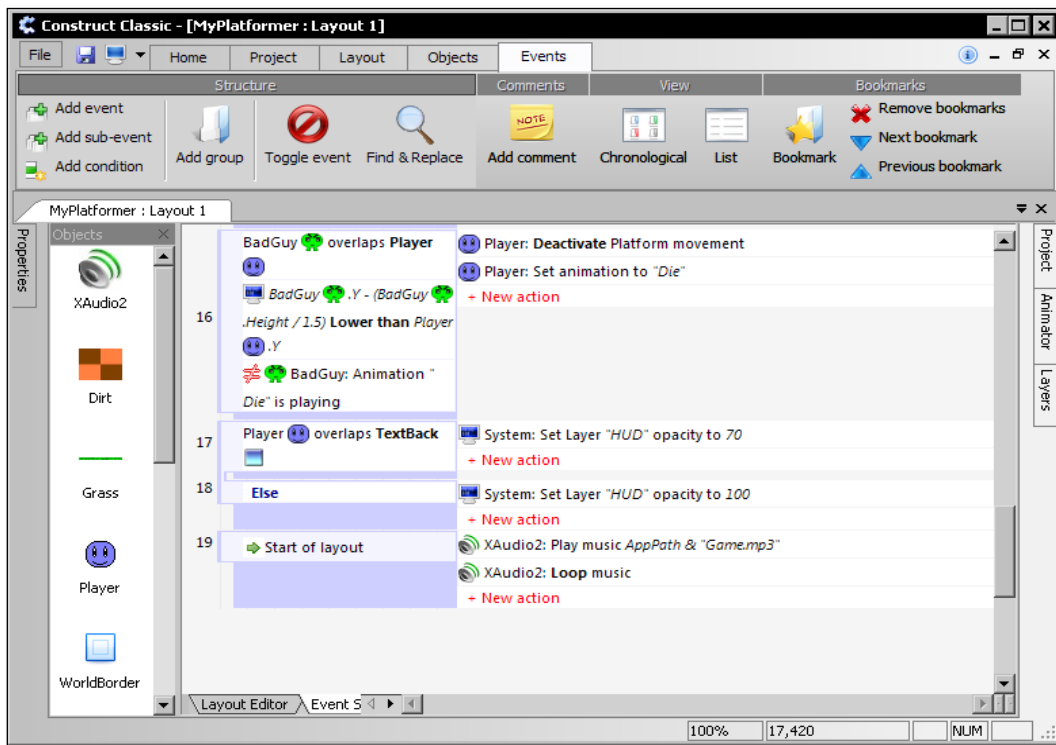 Construct Classic - [MyPlatformer : Layout 1]
File Home Project Layout Objects Events
Structure Comments View Bookmarks
Add event
Add sub-event
Add condition
Add group
Toggle event
Find & Replace
NOTE
Add comment
Chronological
List
Bookmark
Remove bookmarks
Next bookmark
Previous bookmark
MyPlatformer : Layout 1
Properties
Objects
XAudio2
Dirt
Grass
Player
WorldBorder
16
BadGuy overlaps Player
BadGuy .Y - (BadGuy
.Height / 1.5) Lower than Player
.Y
BadGuy: Animation "
Die" is playing
Player: Deactivate Platform movement
Player: Set animation to "Die"
+ New action
17
Player overlaps TextBack
System: Set Layer "HUD" opacity to 70
+ New action
18
Else
System: Set Layer "HUD" opacity to 100
+ New action
19
Start of layout
XAudio2: Play music AppPath & "Game.mp3"
XAudio2: Loop music
+ New action
Project
Animator
Layers
Layout Editor Event S
100% 17,420 NUM